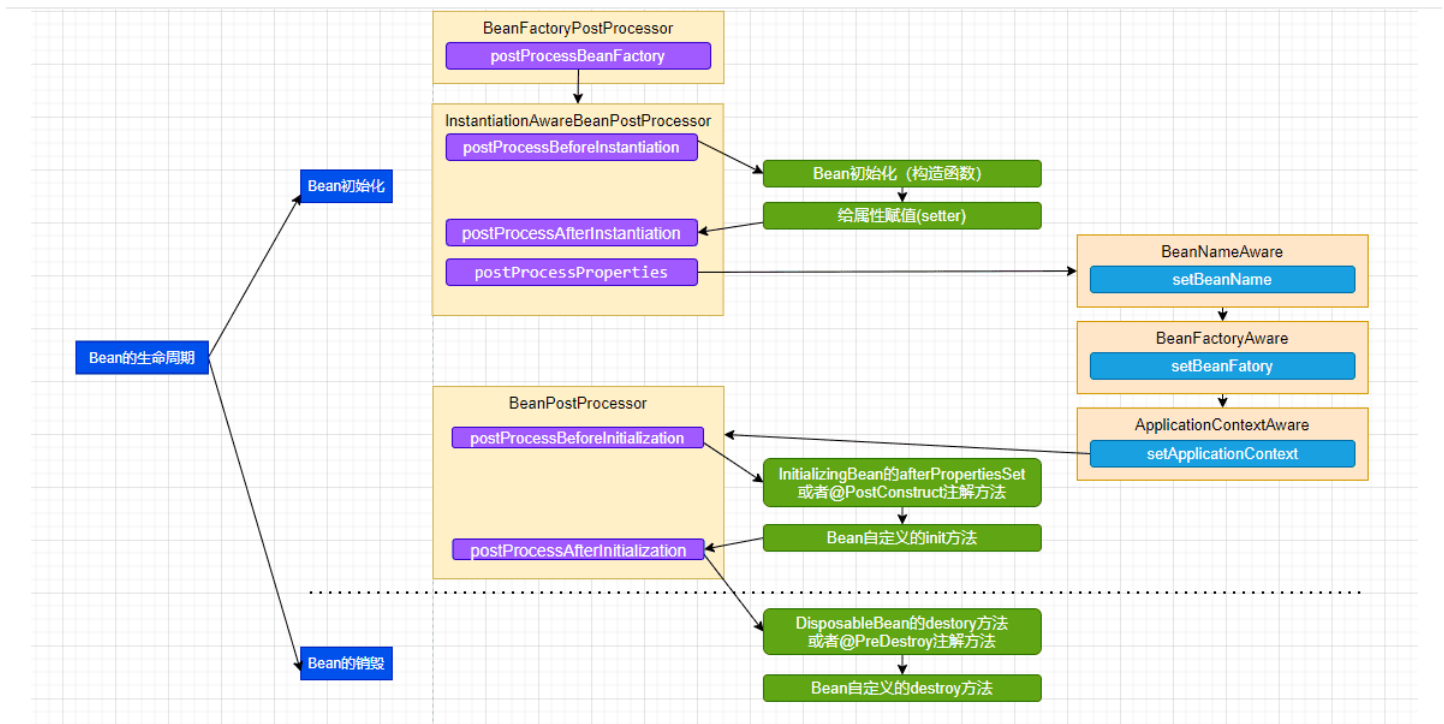 BeanFactoryPostProcessor
postProcessBeanFactory
InstantiationAwareBeanPostProcessor
postProcessBeforeInstantiation
Bean初始化（构造函数）
Bean初始化
给属性赋值(setter)
postProcessAfterInstantiation
BeanNameAware
postProcessProperties
setBeanName
BeanFactoryAware
Bean的生命周期
setBeanFatory
BeanPostProcessor
ApplicationContextAware
postProcessBeforeInitialization
setApplicationContext
InitializingBean的afterPropertiesSet
或者@PostConstruct注解方法
Bean自定义的init方法
postProcessAfterInitialization
DisposableBean的destory方法
或者@PreDestroy注解方法
Bean的销毁
Bean自定义的destroy方法